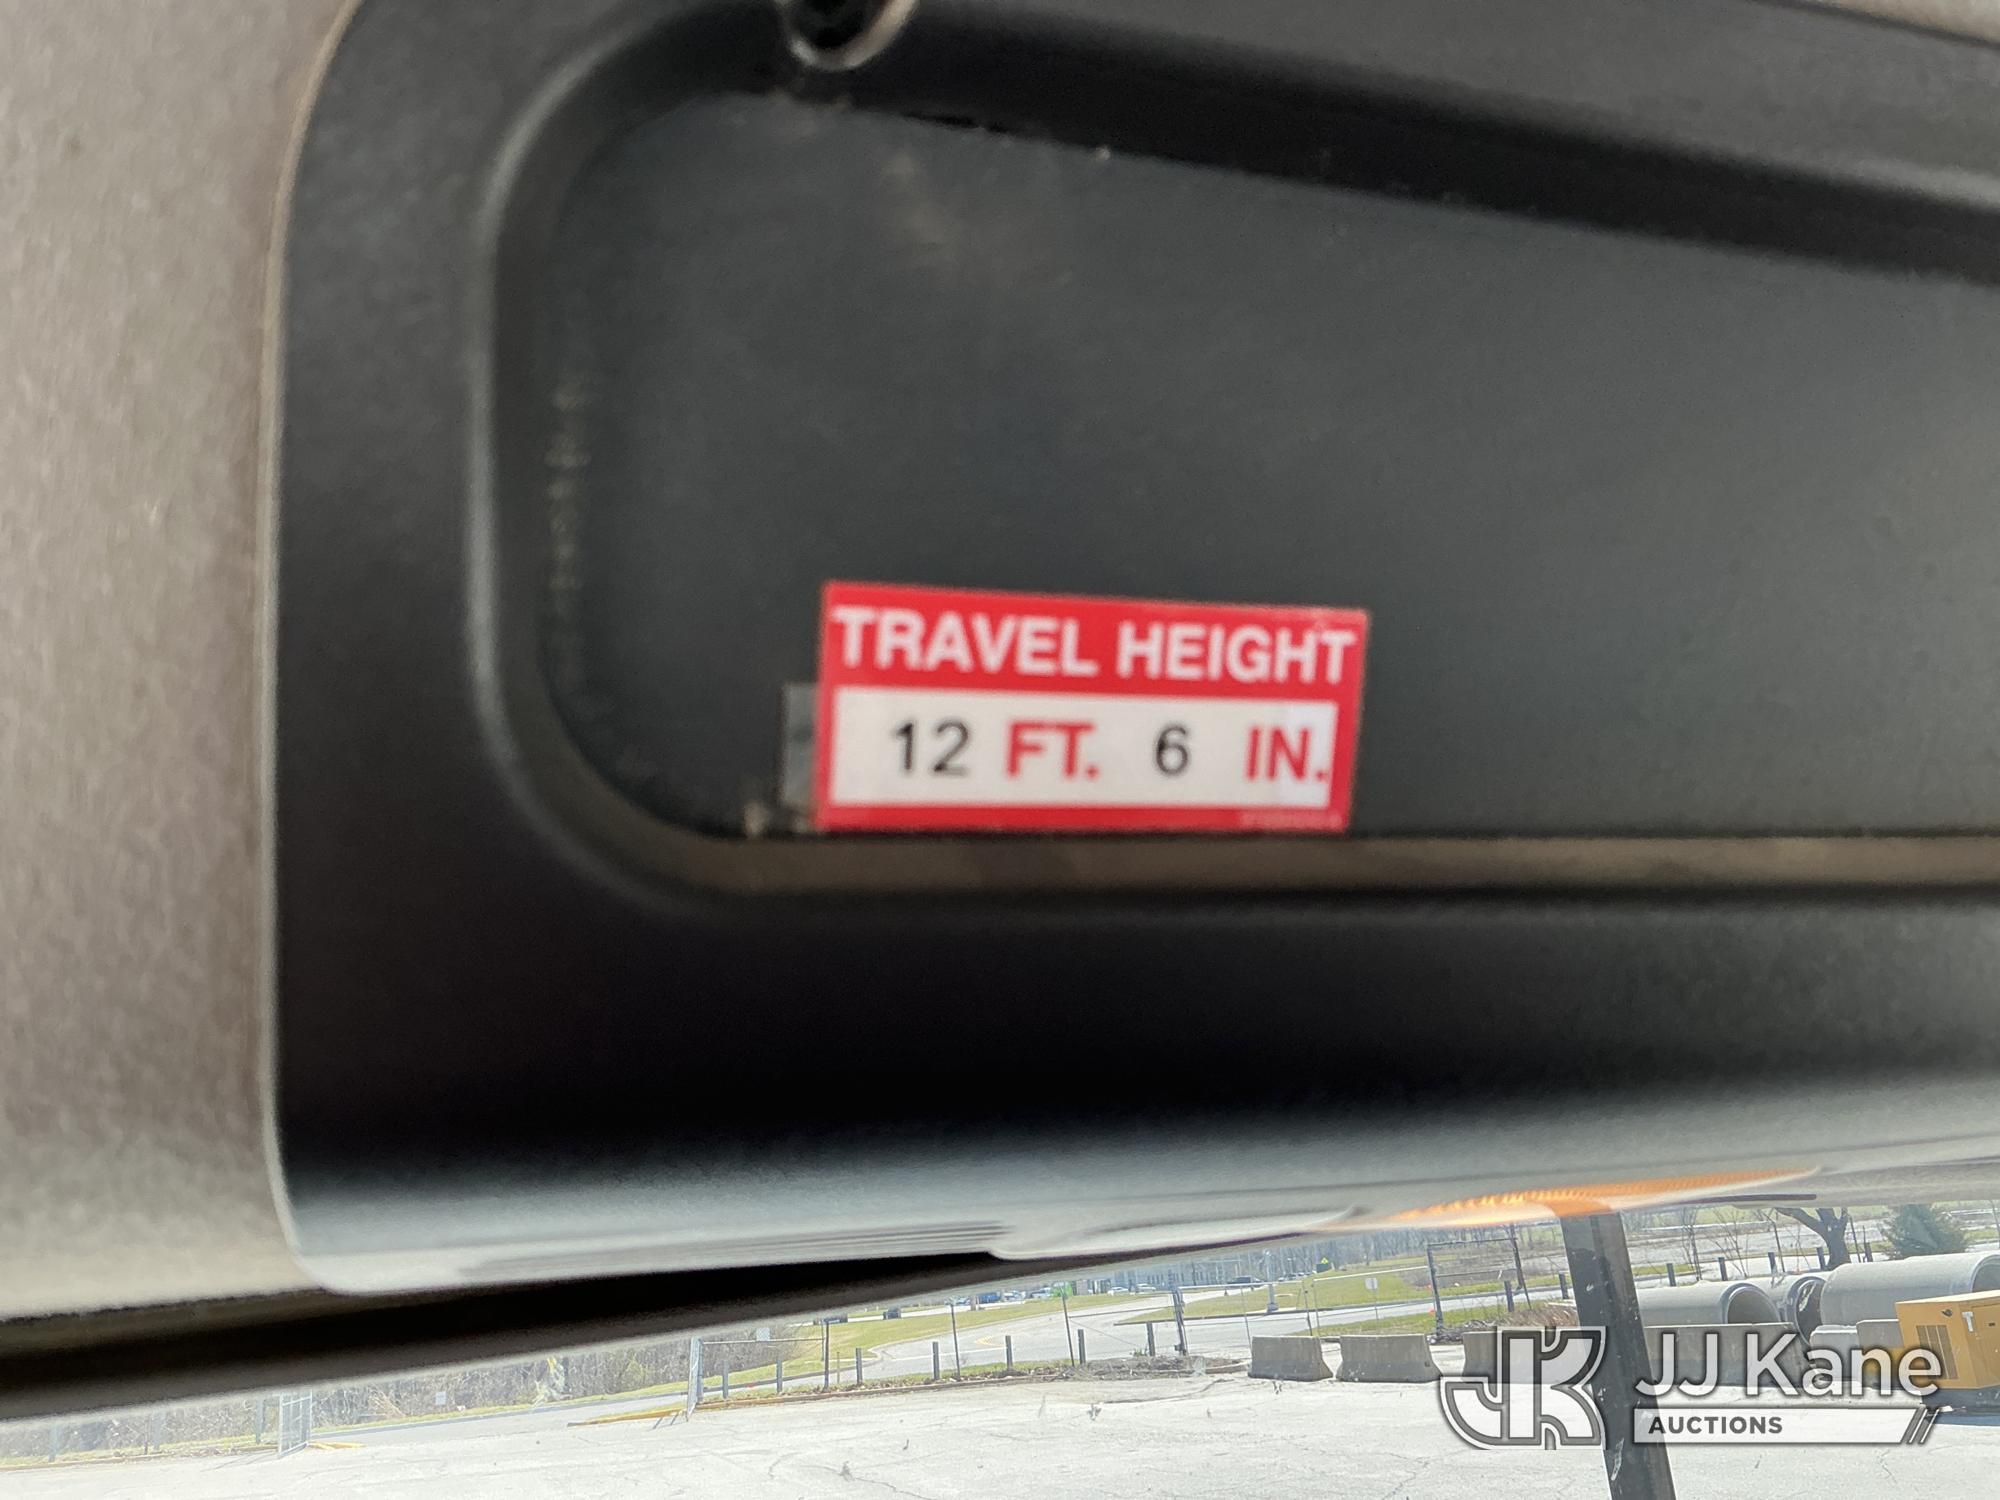 TRAVEL HEIGHT
12 FT. 6 IN.
JJ Kane
AUCTIONS